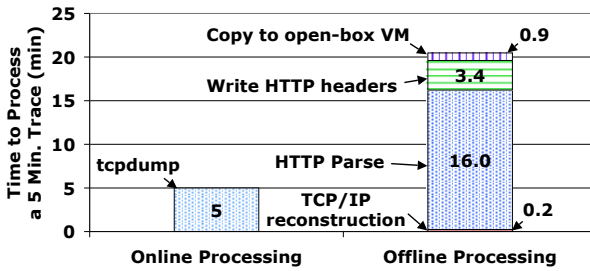 Time to Process
a 5 Min. Trace (min)
25
20
15
10
5
0
Copy to open-box VM
0.9
Write HTTP headers
3.4
tcpdump
HTTP Parse
16.0
5
TCP/IP
reconstruction
0.2
Online Processing
Offline Processing